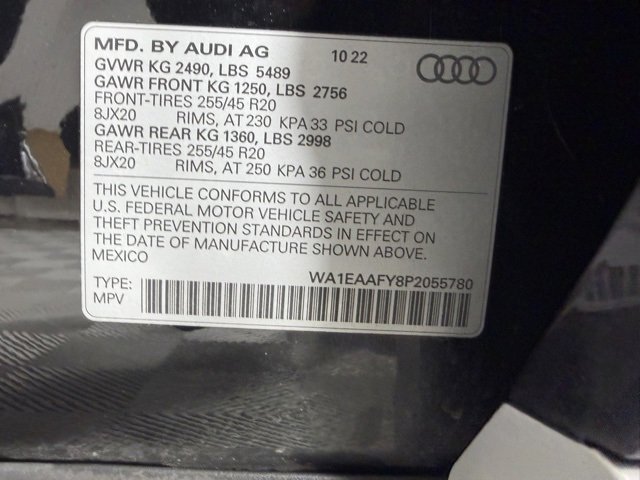 MFD. BY AUDI AG 10 22
GVWR KG 2490, LBS 5489
GAWR FRONT KG 1250, LBS 2756
FRONT-TIRES 255/45 R20
8JX20 RIMS, AT 230 KPA 33 PSI COLD
GAWR REAR KG 1360, LBS 2998
REAR-TIRES 255/45 R20
8JX20 RIMS, AT 250 KPA 36 PSI COLD
THIS VEHICLE CONFORMS TO ALL APPLICABLE
U.S. FEDERAL MOTOR VEHICLE SAFETY AND
THEFT PREVENTION STANDARDS IN EFFECT ON
THE DATE OF MANUFACTURE SHOWN ABOVE.
MEXICO
WA1EAAFY8P2055780
TYPE:
MPV